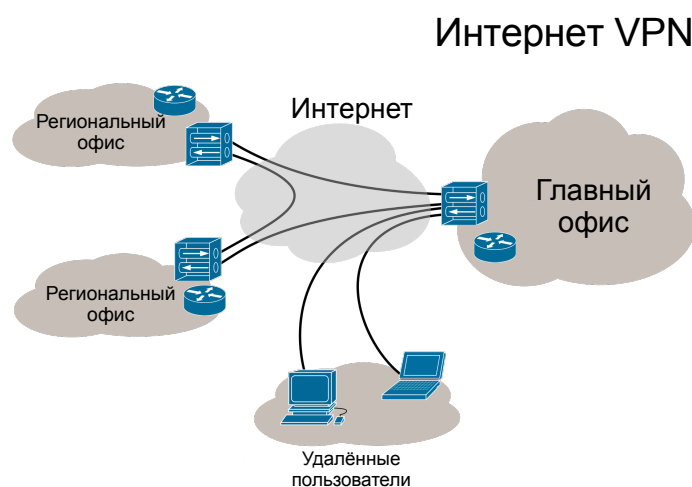 Интернет VPN
Интернет
Региональный
офис
Главный
офис
Региональный
офис
Удалённые
пользователи